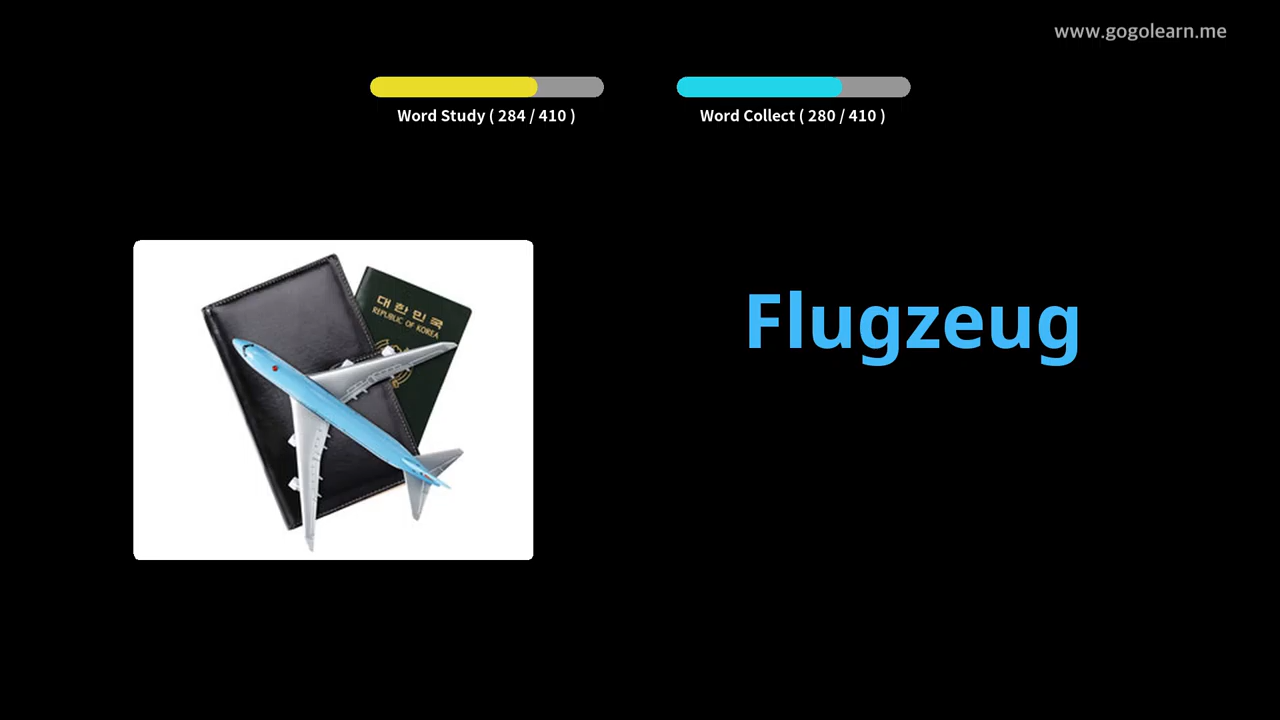 www.gogolearn.me
Word Study ( 284 / 410 )
Word Collect ( 280 / 410 )
대한민국
REPUBLIC OF KOREA
Flugzeug